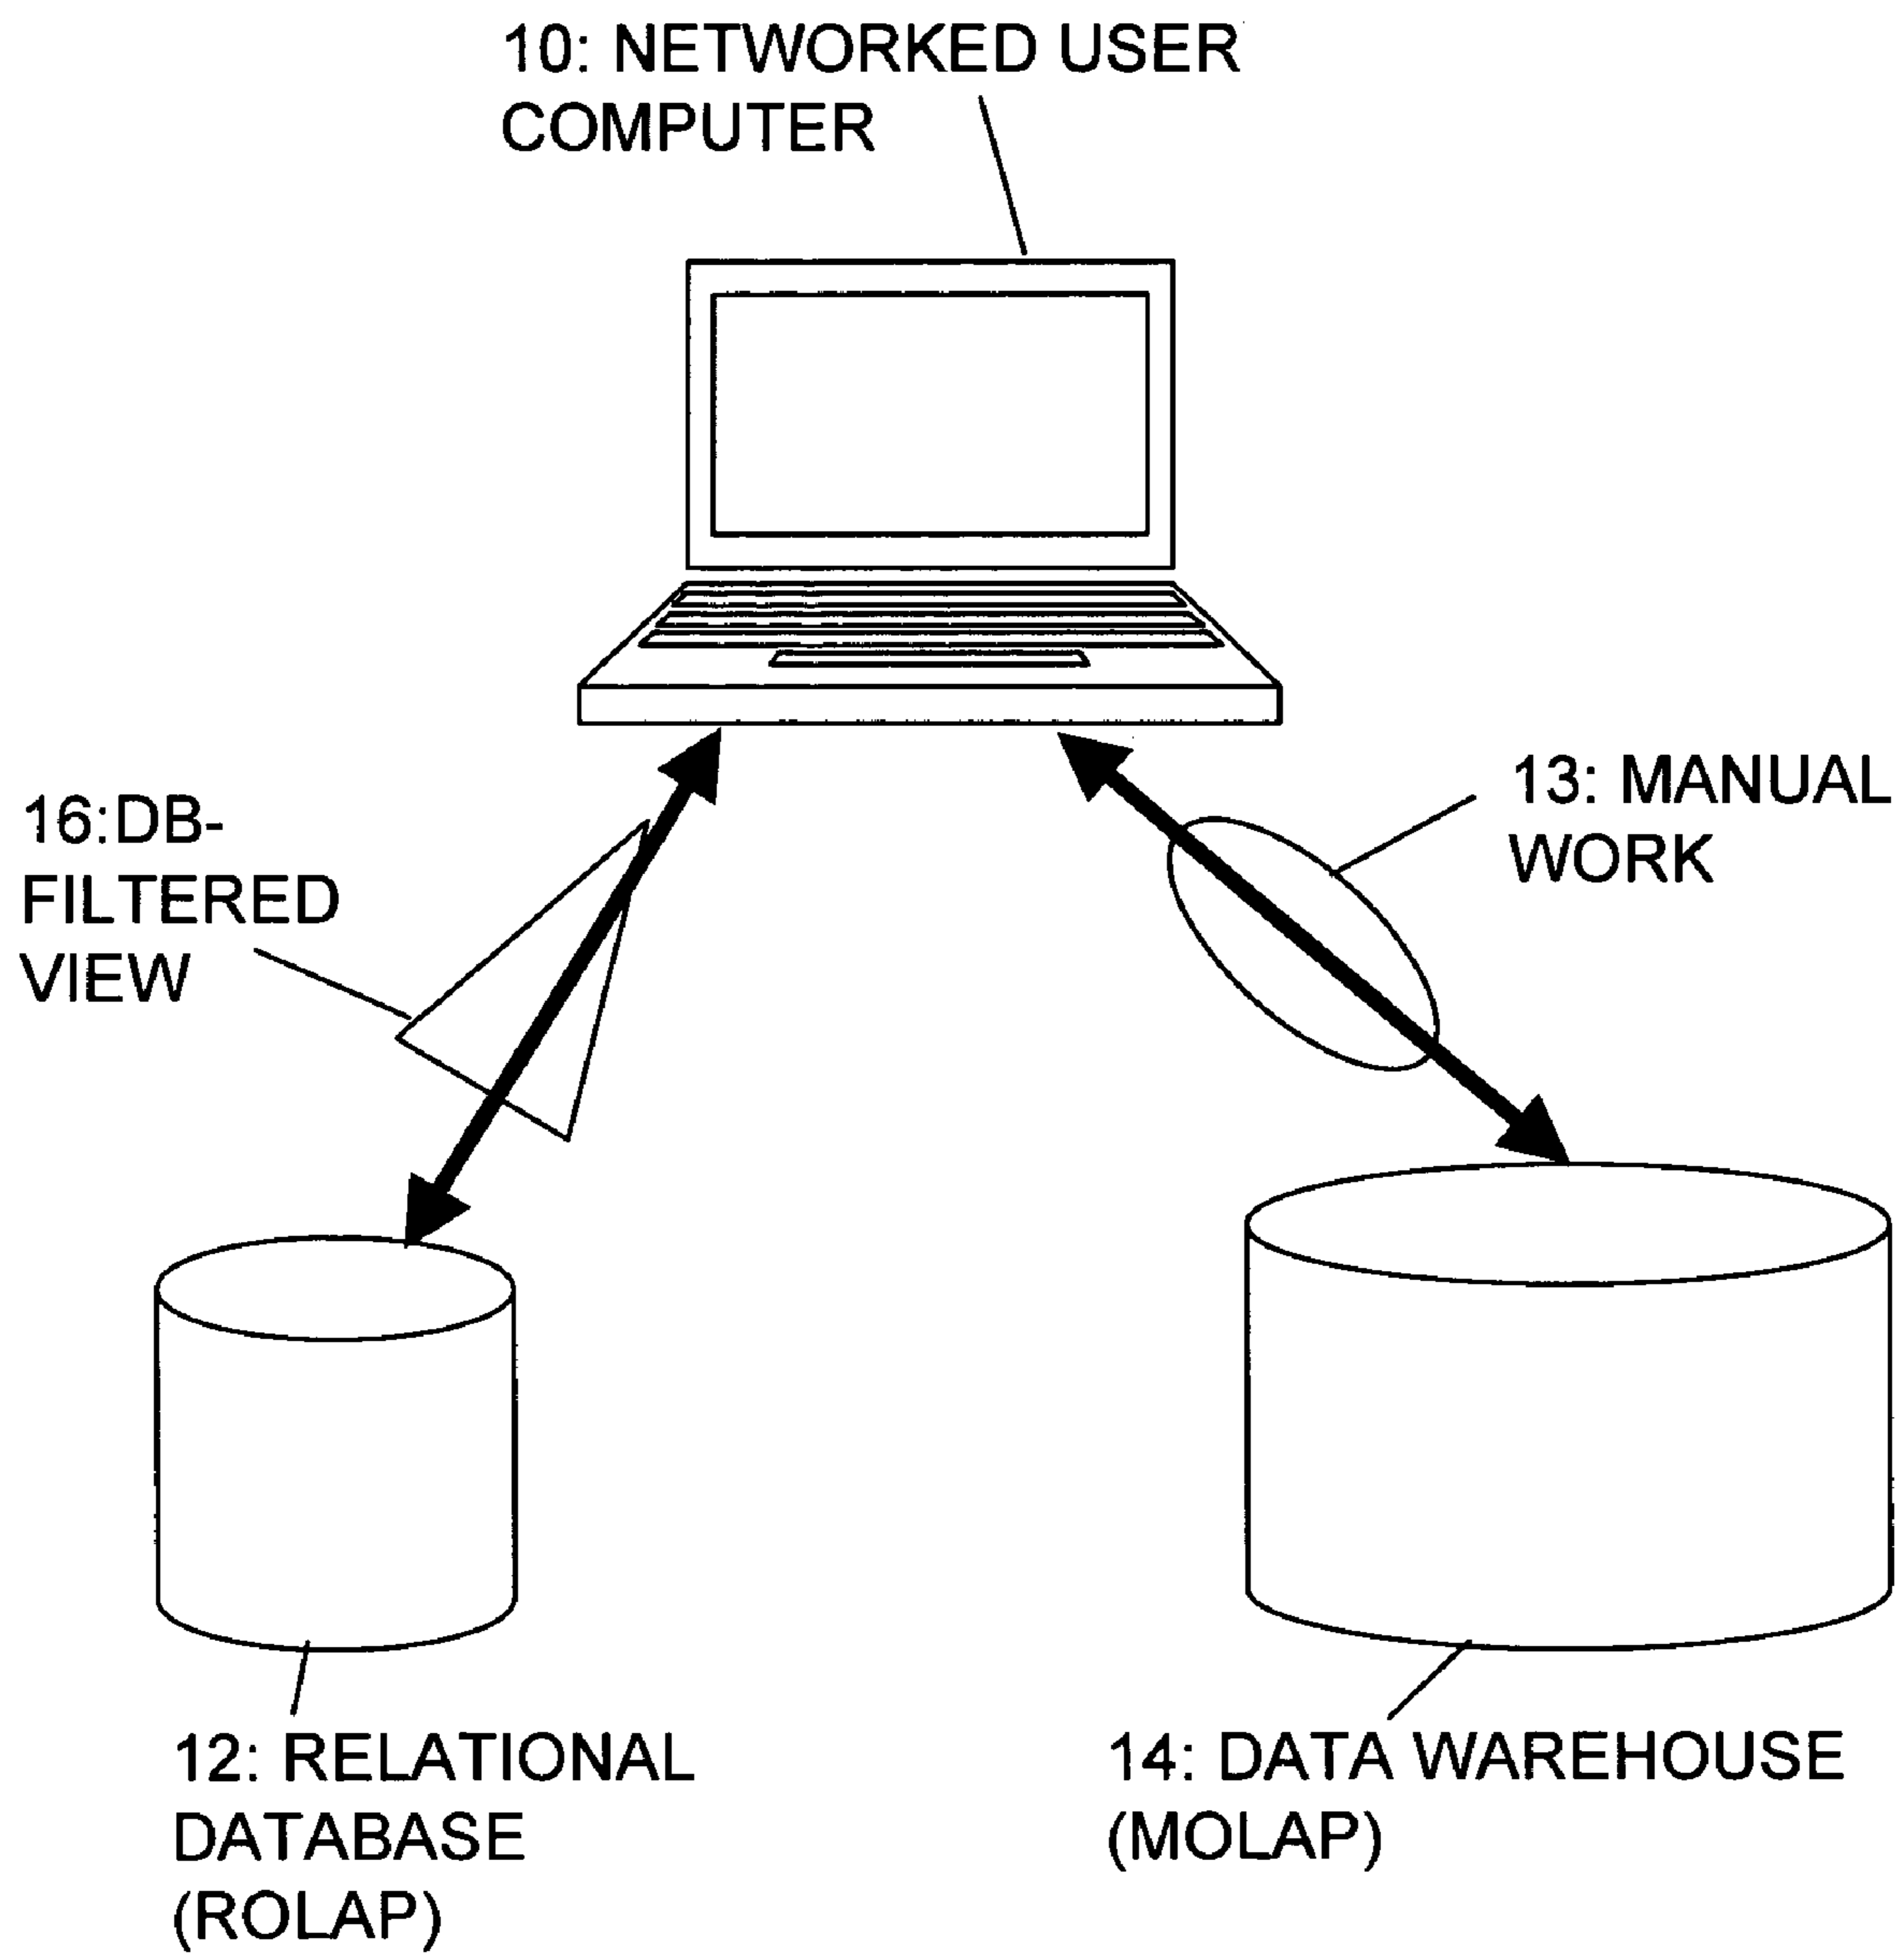 10: NETWORKED USER
COMPUTER
16:DB-
FILTERED
VIEW
13: MANUAL
WORK
12: RELATIONAL
DATABASE
(ROLAP)
14: DATA WAREHOUSE
(MOLAP)